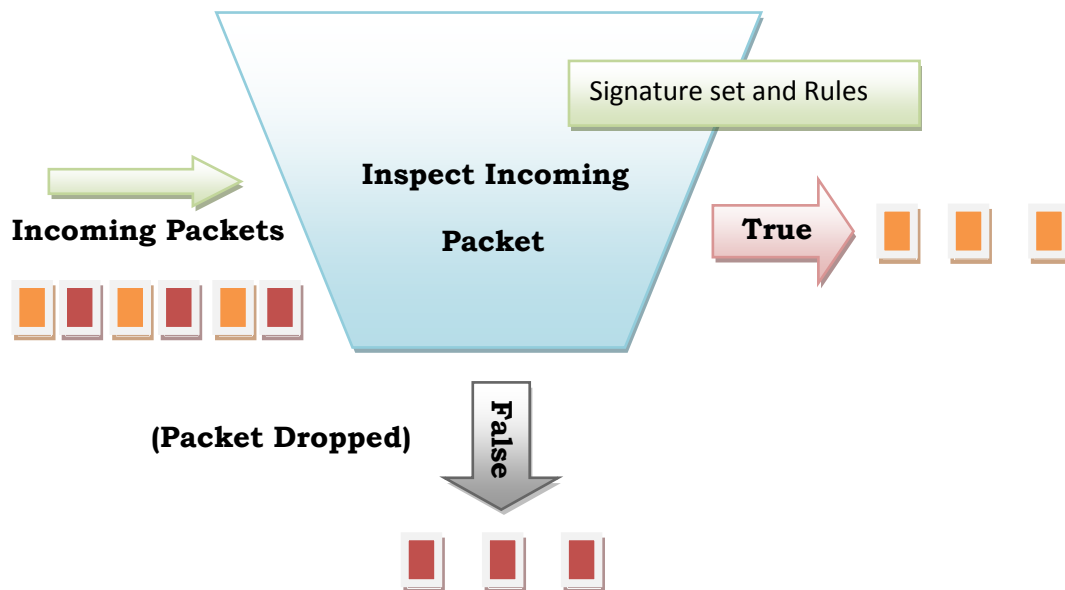 Signature set and Rules
Inspect Incoming
Packet
Incoming Packets
True
(Packet Dropped)
False